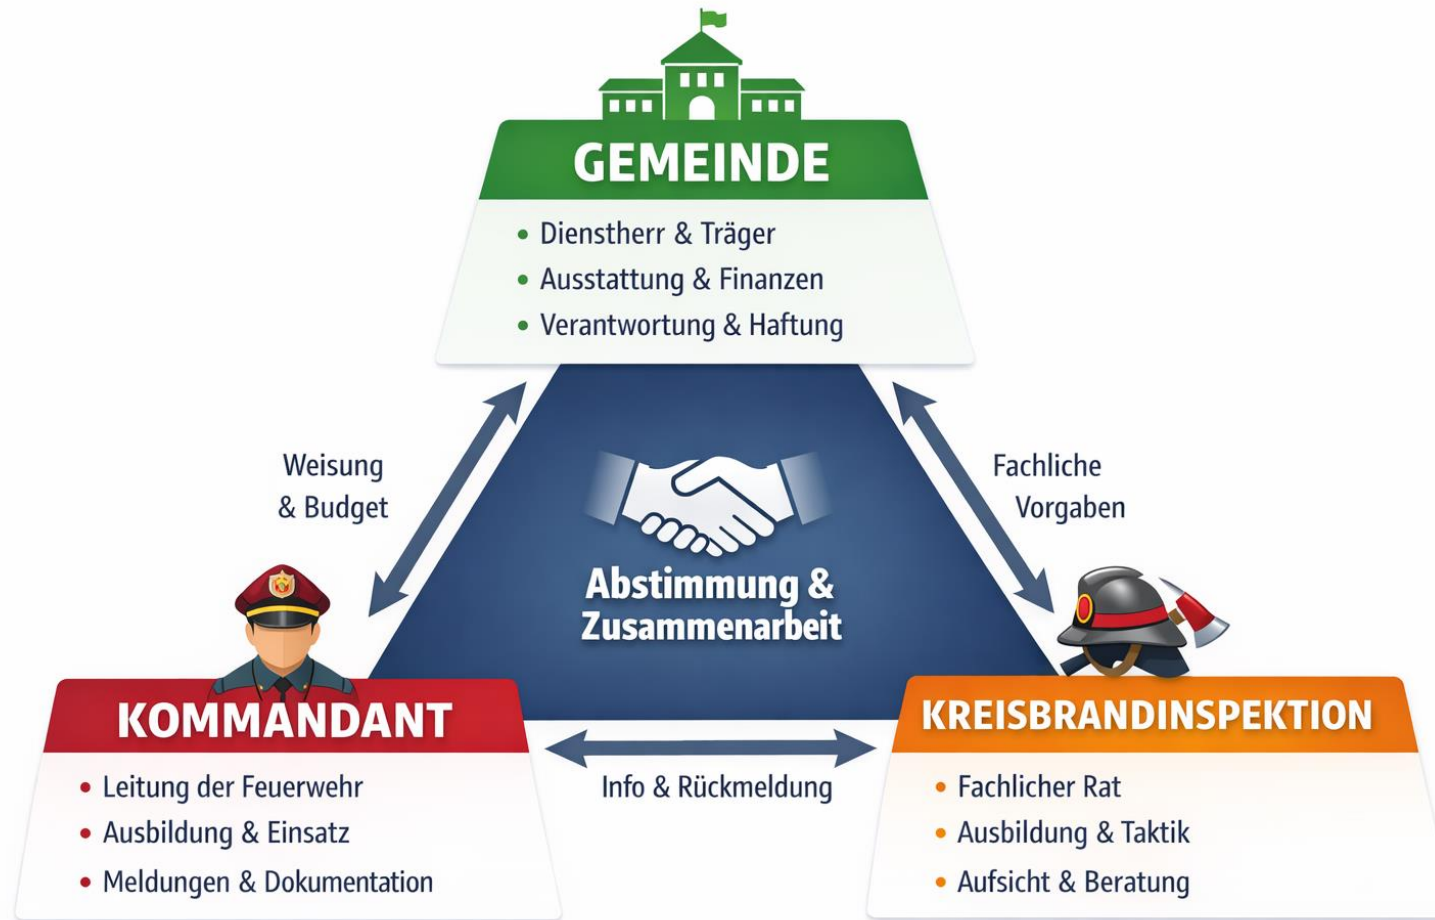 GEMEINDE
• Dienstherr & Träger
• Ausstattung & Finanzen
• Verantwortung & Haftung
Weisung
& Budget
Fachliche
Vorgaben
Abstimmung &
Zusammenarbeit
KOMMANDANT
• Leitung der Feuerwehr
• Ausbildung & Einsatz
• Meldungen & Dokumentation
Info & Rückmeldung
KREISBRANDINSPEKTION
• Fachlicher Rat
• Ausbildung & Taktik
• Aufsicht & Beratung